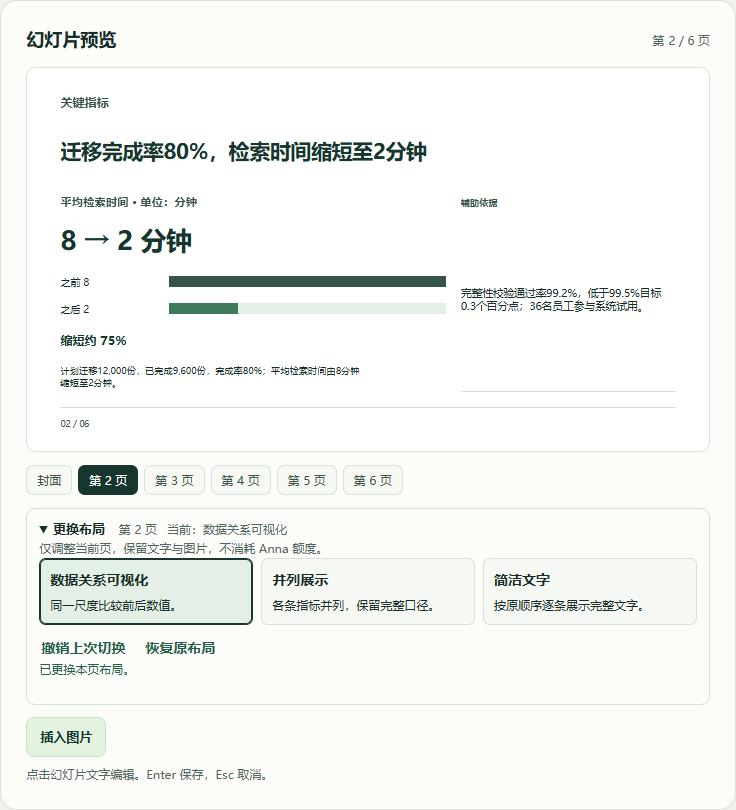 幻灯片预览
第 2 / 6 页
关键指标
迁移完成率80%，检索时间缩短至2分钟
平均检索时间·单位：分钟
辅助依据
8 → 2 分钟
之前 8
之后 2
完整性校验通过率99.2%，低于99.5%目标
0.3个百分点；36名员工参与系统试用。
缩短约 75%
计划迁移12,000份，已完成9,600份，完成率80%；平均检索时间由8分钟
缩短至2分钟。
02 / 06
封面
第 2 页
第 3 页
第 4 页
第 5 页
第 6 页
▼ 更换布局 第 2 页 当前：数据关系可视化
仅调整当前页，保留文字与图片，不消耗 Anna 额度。
数据关系可视化
同一尺度比较前后数值。
并列展示
各条指标并列，保留完整口径。
简洁文字
按原顺序逐条展示完整文字。
撤销上次切换
恢复原布局
已更换本页布局。
插入图片
点击幻灯片文字编辑。Enter 保存，Esc 取消。